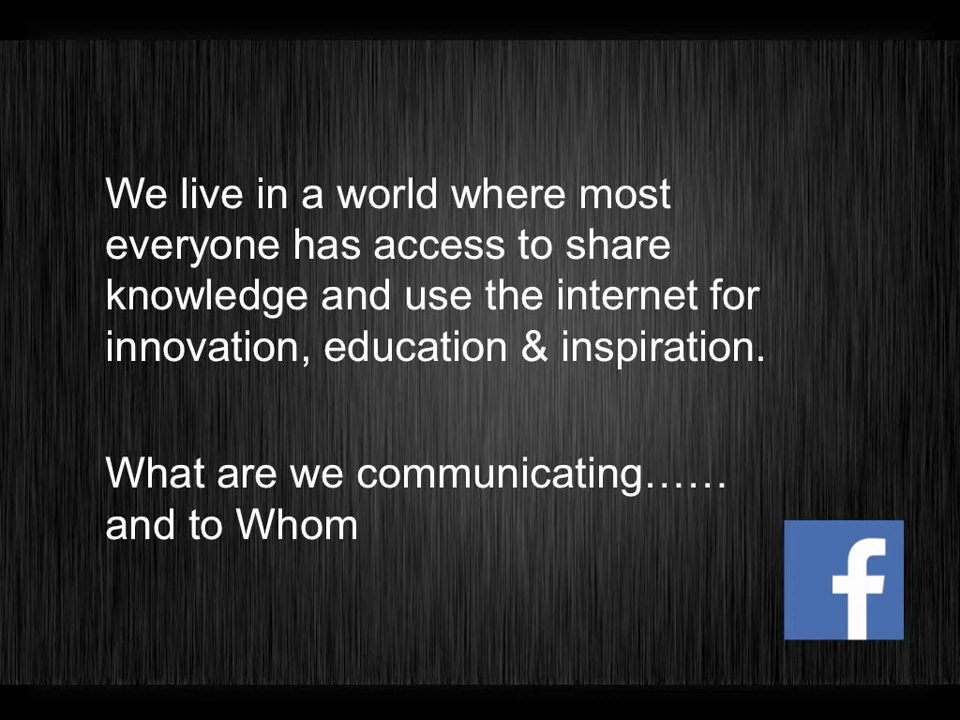 We live in a world where most
everyone has access to share
knowledge and use the internet for
innovation, education & inspiration.
What are we communicating……
and to Whom
f